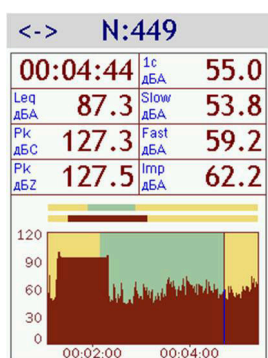 <-> N:449
00:04:44 1с дБА 55.0
Leq дБА 87.3 Slow дБА 53.8
Pk дБC 127.3 Fast дБА 59.2
Pk дБZ 127.5 Imp дБА 62.2
120
90
60
30
0
00:02:00 00:04:00